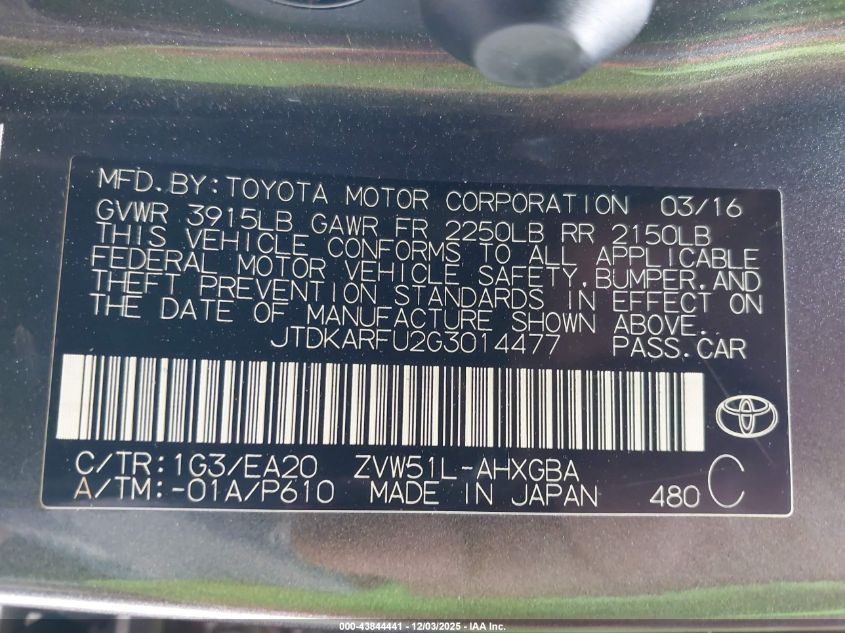 MFD.BY:TOYOTA MOTOR CORPORATION 03/16
GVWR 3915LB GAWR FR 2250LB RR 2150LB
THIS VEHICLE CONFORMS TO ALL APPLICABLE
FEDERAL MOTOR VEHICLE SAFETY,BUMPER,AND
THEFT PREVENTION STANDARDS IN EFFECT ON
THE DATE OF MANUFACTURE SHOWN ABOVE.
JTDKARFU2G3014477 PASS.CAR
C/TR:1G3/EA20 ZVW51L-AHXGBA
A/TM:-01A/P610 MADE IN JAPAN 480 C
000-43844441 - 12/03/2025 - IAA Inc.